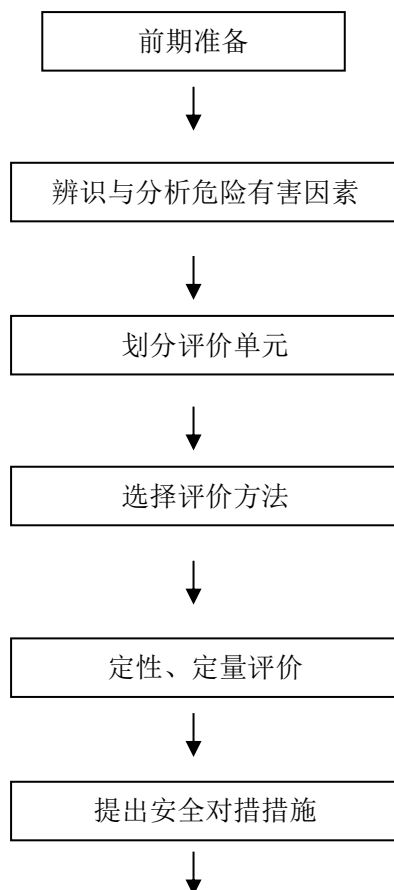 前期准备
辨识与分析危险有害因素
划分评价单元
选择评价方法
定性、定量评价
提出安全对措措施